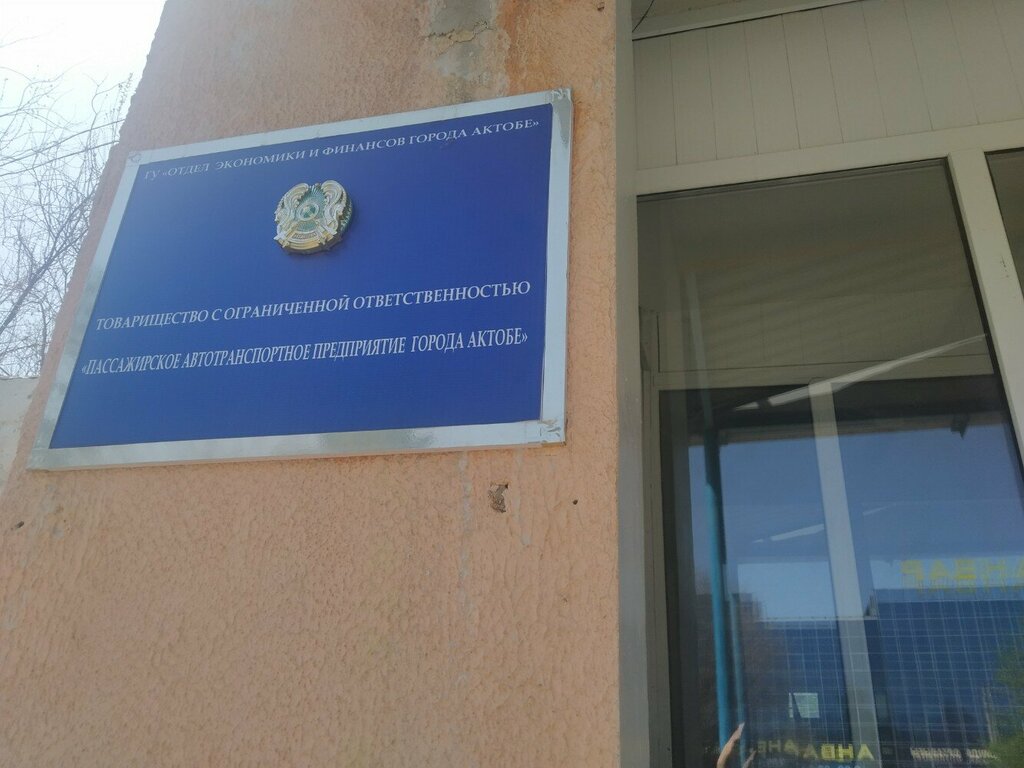 ГУ «ОТДЕЛ ЭКОНОМИКИ И ФИНАНСОВ ГОРОДА АКТОБЕ»
ТОВАРИЩЕСТВО С ОГРАНИЧЕННОЙ ОТВЕТСТВЕННОСТЬЮ
«ПАССАЖИРСКОЕ АВТОТРАНСПОРТНОЕ ПРЕДПРИЯТИЕ ГОРОДА АКТОБЕ»